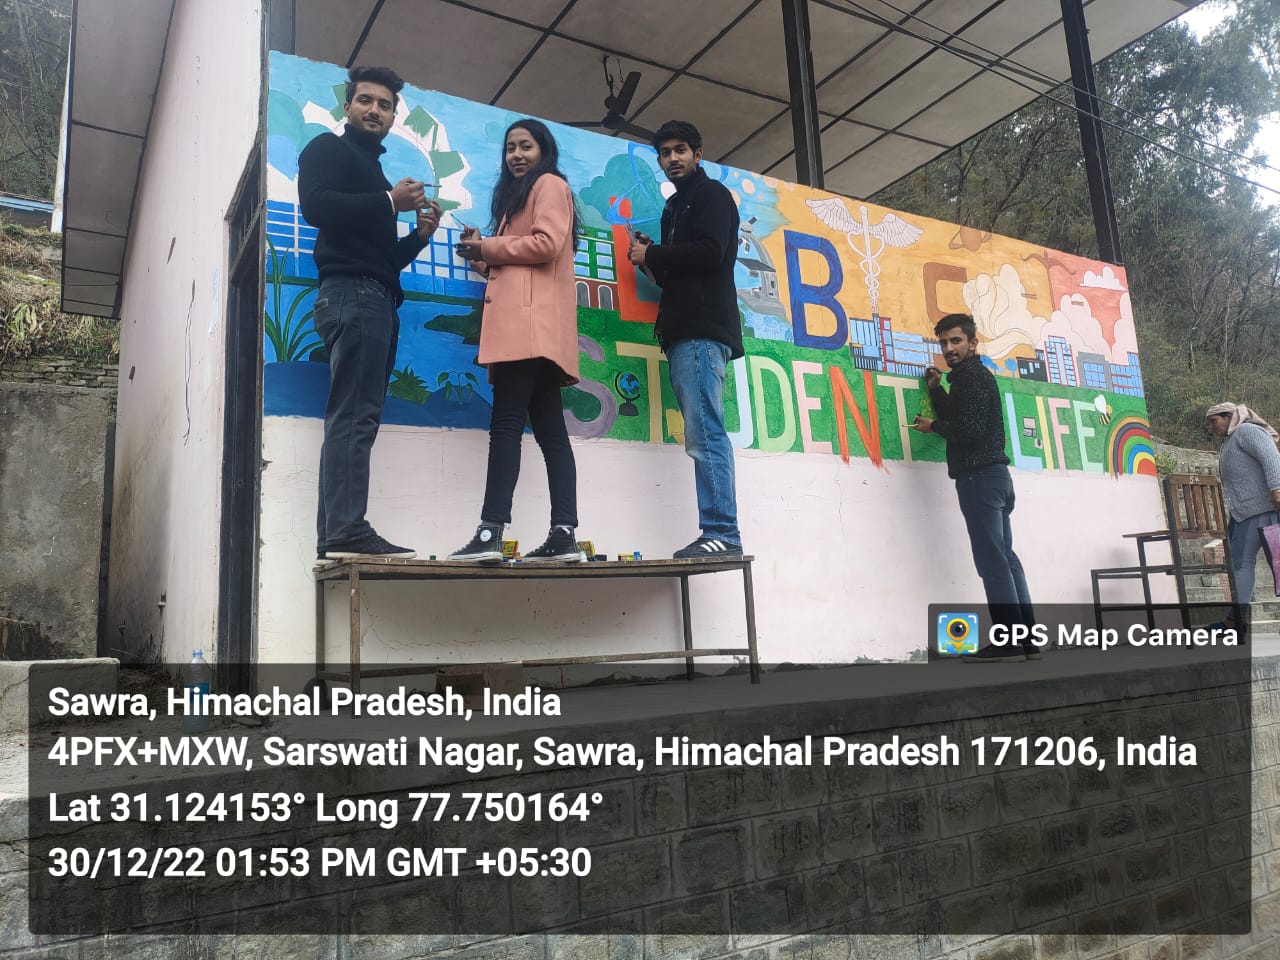 L B C
STUDENT LIFE
GPS Map Camera
Sawra, Himachal Pradesh, India
4PFX+MXW, Sarswati Nagar, Sawra, Himachal Pradesh 171206, India
Lat 31.124153° Long 77.750164°
30/12/22 01:53 PM GMT +05:30